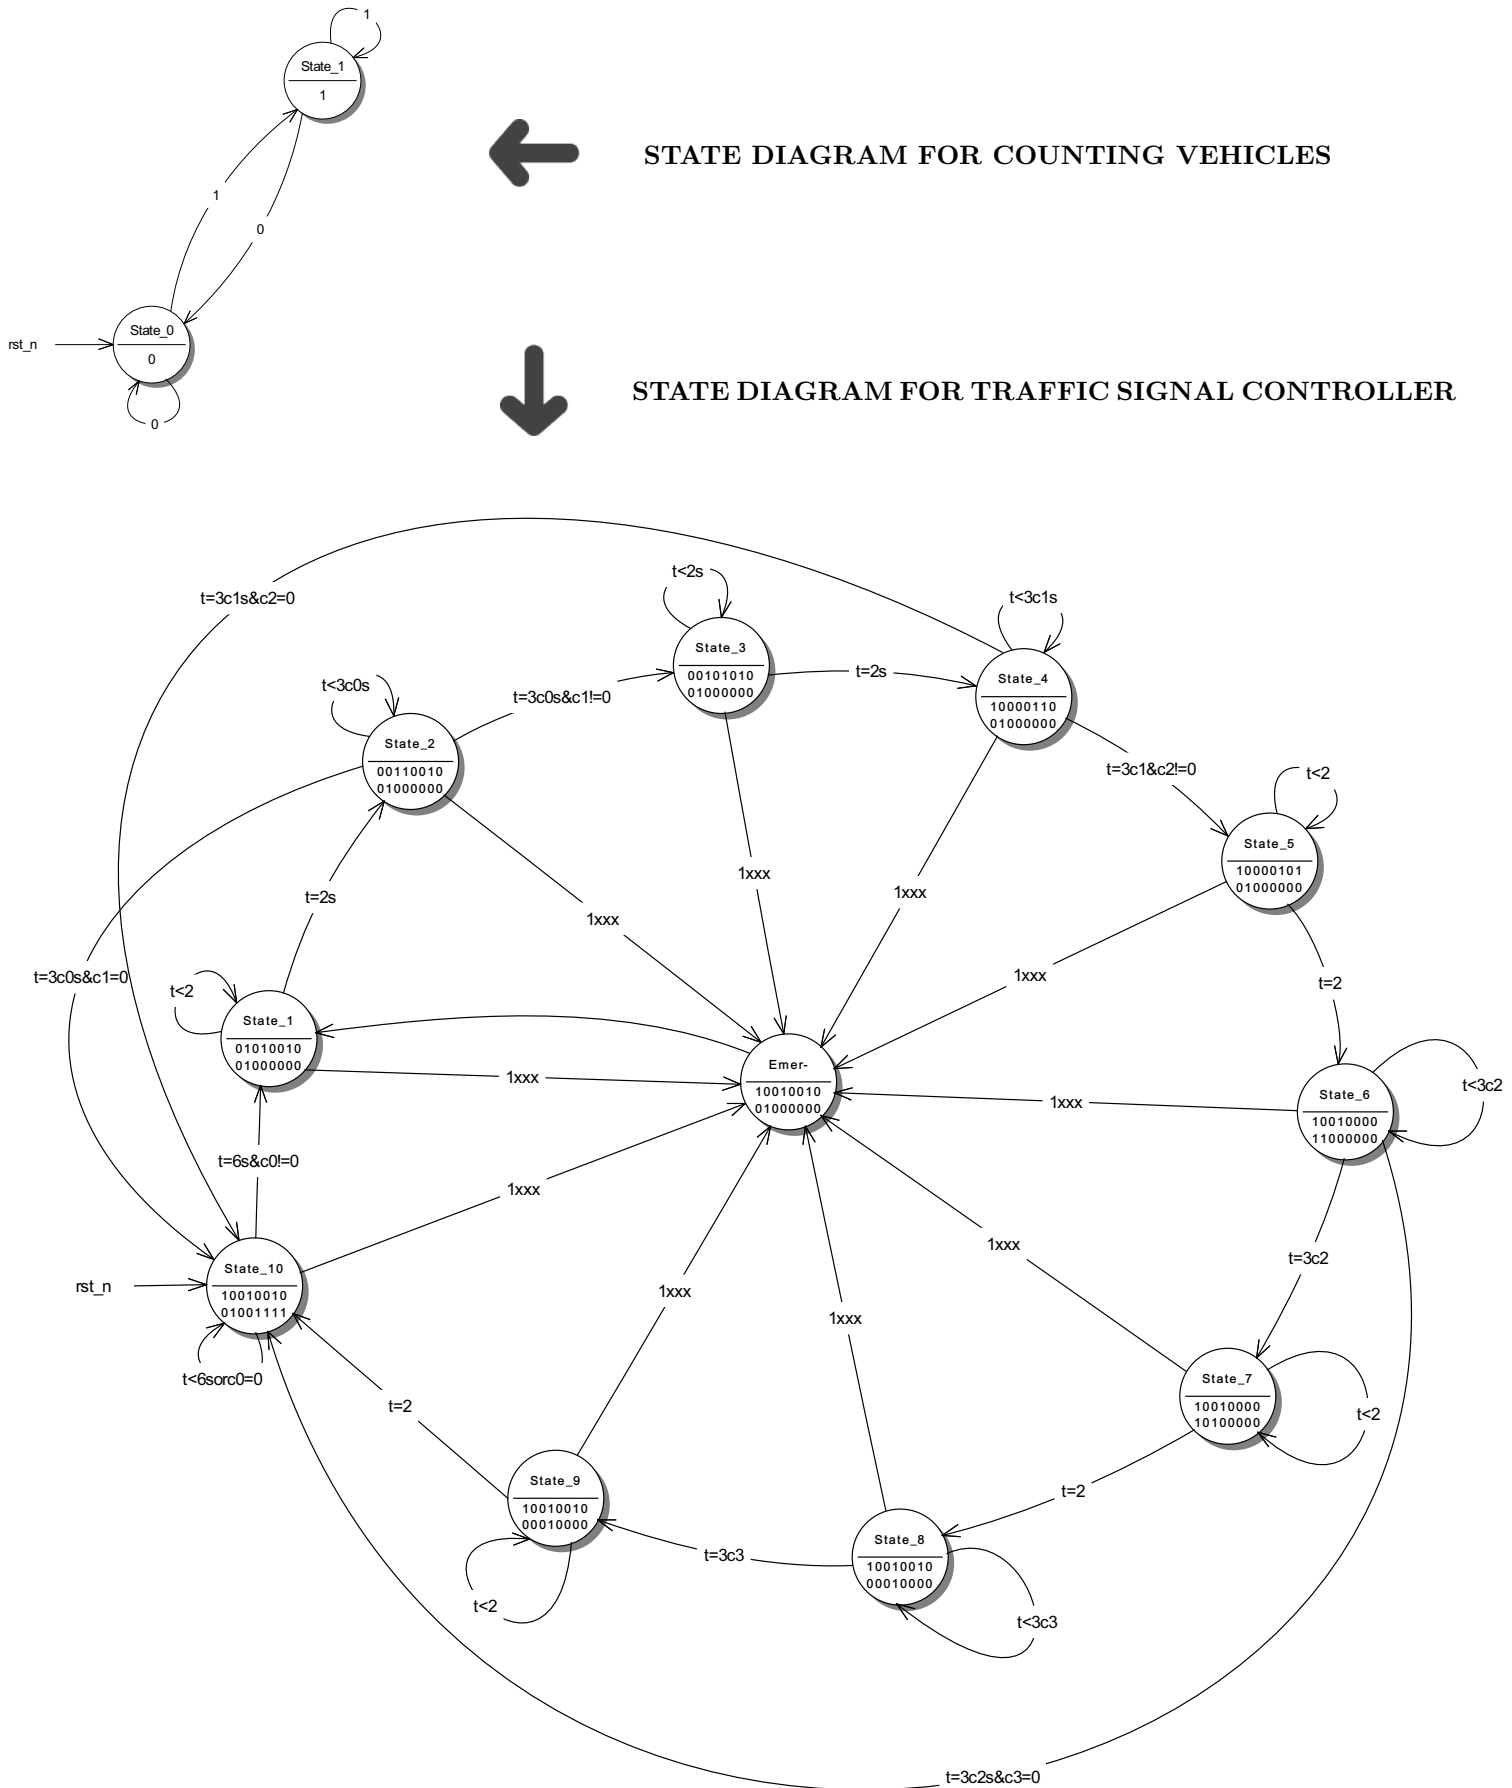 1
State_1
1
STATE DIAGRAM FOR COUNTING VEHICLES
1
0
State_0
0
rst_n
0
STATE DIAGRAM FOR TRAFFIC SIGNAL CONTROLLER
t=3c1s&c2=0
t<2s
t<3c1s
State_3
00101010
01000000
t=2s
State_4
10000110
01000000
t<3c0s
t=3c0s&c1!=0
State_2
00110010
01000000
t=3c1&c2!=0
t<2
State_5
10000101
01000000
1xxx
1xxx
t=2s
1xxx
t=3c0s&c1=0
t<2
1xxx
t=2
State_1
01010010
01000000
Emer-
10010010
01000000
1xxx
1xxx
State_6
10010000
11000000
t<3c2
t=6s&c0!=0
1xxx
1xxx
t=3c2
State_10
10010010
01001111
rst_n
1xxx
1xxx
t<6sorc0=0
State_7
10010000
10100000
t<2
t=2
State_9
10010010
00010000
t=2
State_8
10010010
00010000
t=3c3
t<2
t<3c3
t=3c2s&c3=0